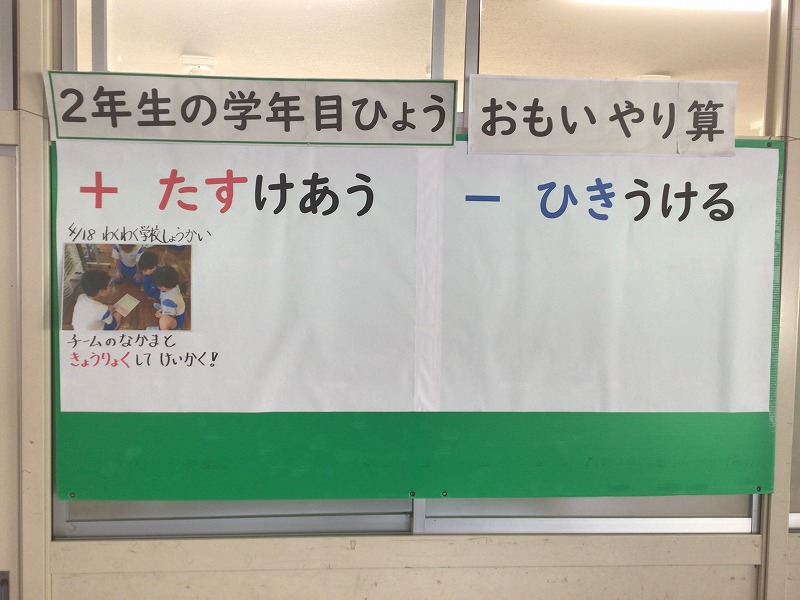 2年生の学年目ひょう おもいやり算
+ たすけあう
- ひきうける
4/18 わくわく学校しょうかい
チームのなかまと
きょうりょくして けいかく!